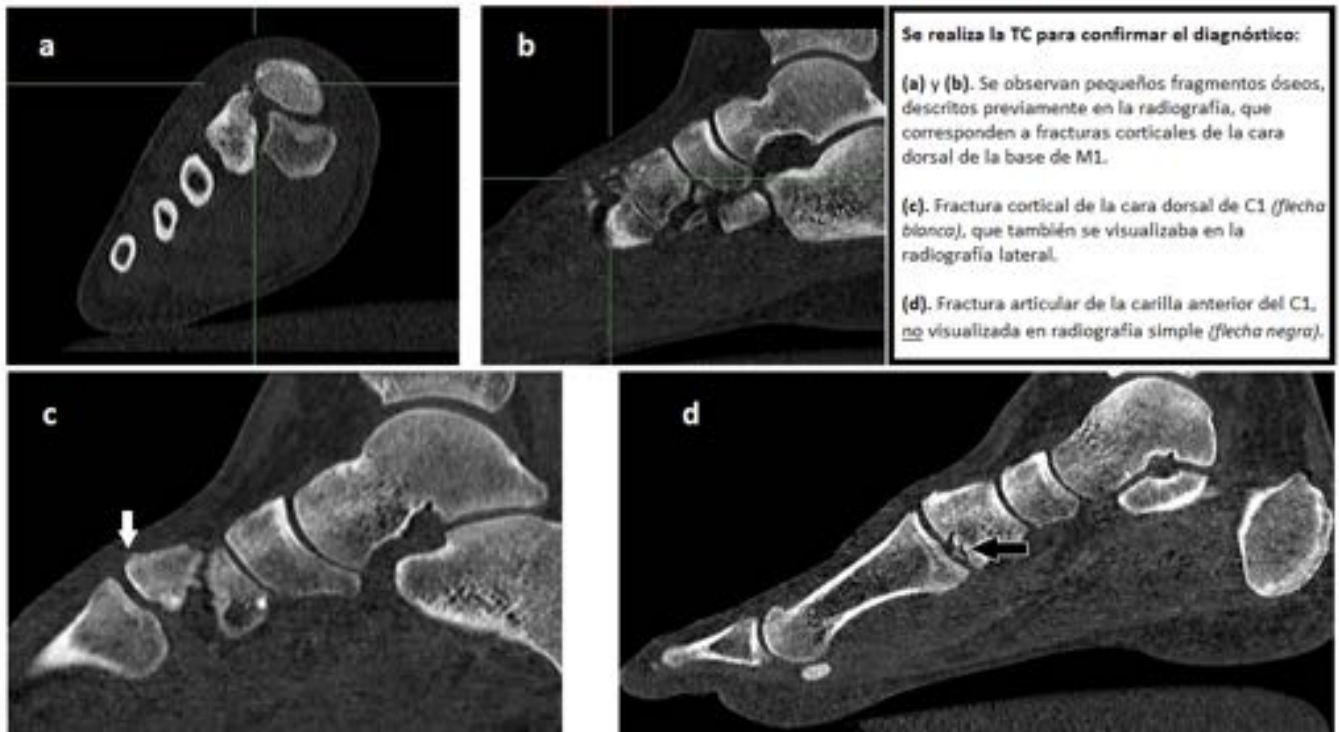 a
b
Se realiza la TC para confirmar el diagnóstico:
(a) y (b). Se observan pequeños fragmentos óseos,
descritos previamente en la radiografía, que
corresponden a fracturas corticales de la cara
dorsal de la base de M1.
(c). Fractura cortical de la cara dorsal de C1 (flecha
blanca), que también se visualizaba en la
radiografía lateral.
(d). Fractura articular de la carilla anterior del C1,
no visualizada en radiografía simple (flecha negra).
c
d